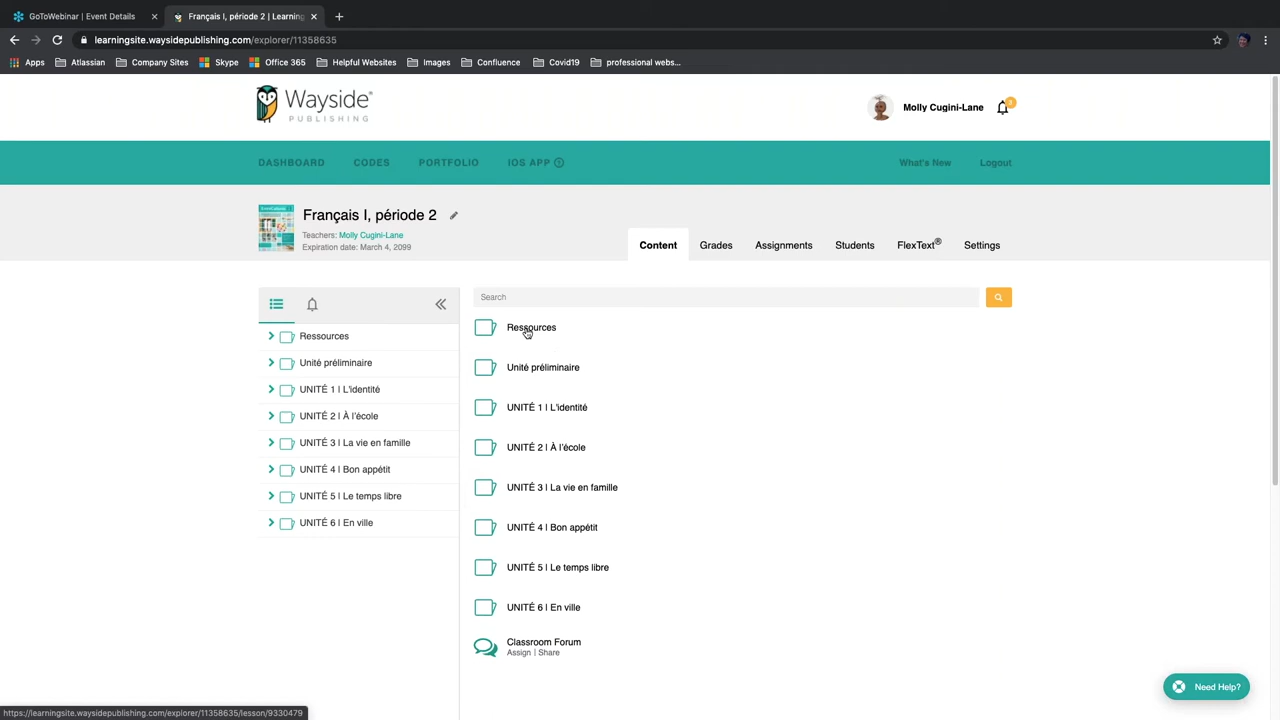 GoToWebinar | Event Details
Français I, période 2 | Learning
learningsite.waysidepublishing.com/explorer/11358635
Apps Atlassian Company Sites Skype Office 365 Helpful Websites Images Confluence Covid19 professional webs...
Wayside
PUBLISHING
Molly Cugini-Lane
DASHBOARD CODES PORTFOLIO IOS APP What's New Logout
Français I, période 2
Teachers: Molly Cugini-Lane
Expiration date: March 4, 2099
Content Grades Assignments Students FlexText® Settings
Search
Ressources
Unité préliminaire
UNITÉ 1 | L'identité
UNITÉ 2 | À l'école
UNITÉ 3 | La vie en famille
UNITÉ 4 | Bon appétit
UNITÉ 5 | Le temps libre
UNITÉ 6 | En ville
Ressources
Unité préliminaire
UNITÉ 1 | L'identité
UNITÉ 2 | À l'école
UNITÉ 3 | La vie en famille
UNITÉ 4 | Bon appétit
UNITÉ 5 | Le temps libre
UNITÉ 6 | En ville
Classroom Forum
Assign | Share
Need Help?
https://learningsite.waysidepublishing.com/explorer/11358635/lesson/9330479